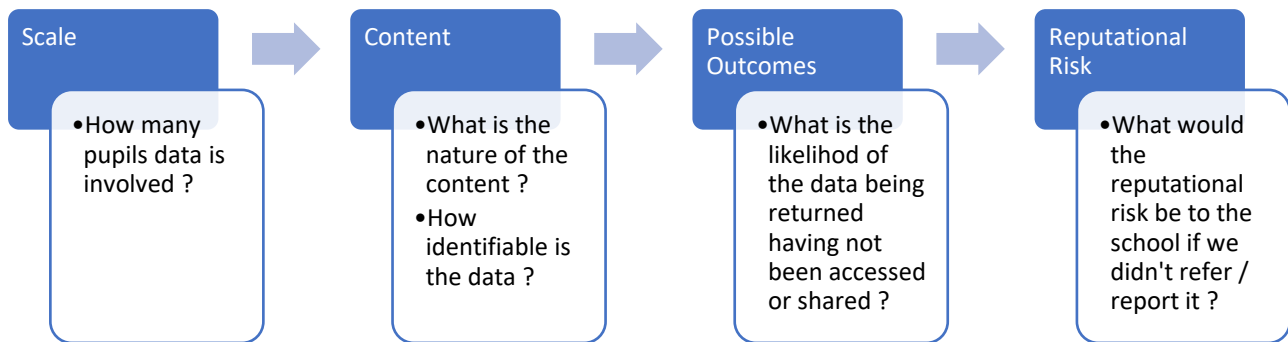 Scale
•How many
pupils data is
involved ?
Content
•What is the
nature of the
content ?
•How
identifiable is
the data ?
Possible
Outcomes
•What is the
likelihod of
the data being
returned
having not
been accessed
or shared ?
Reputational
Risk
•What would
the
reputational
risk be to the
school if we
didn't refer /
report it ?